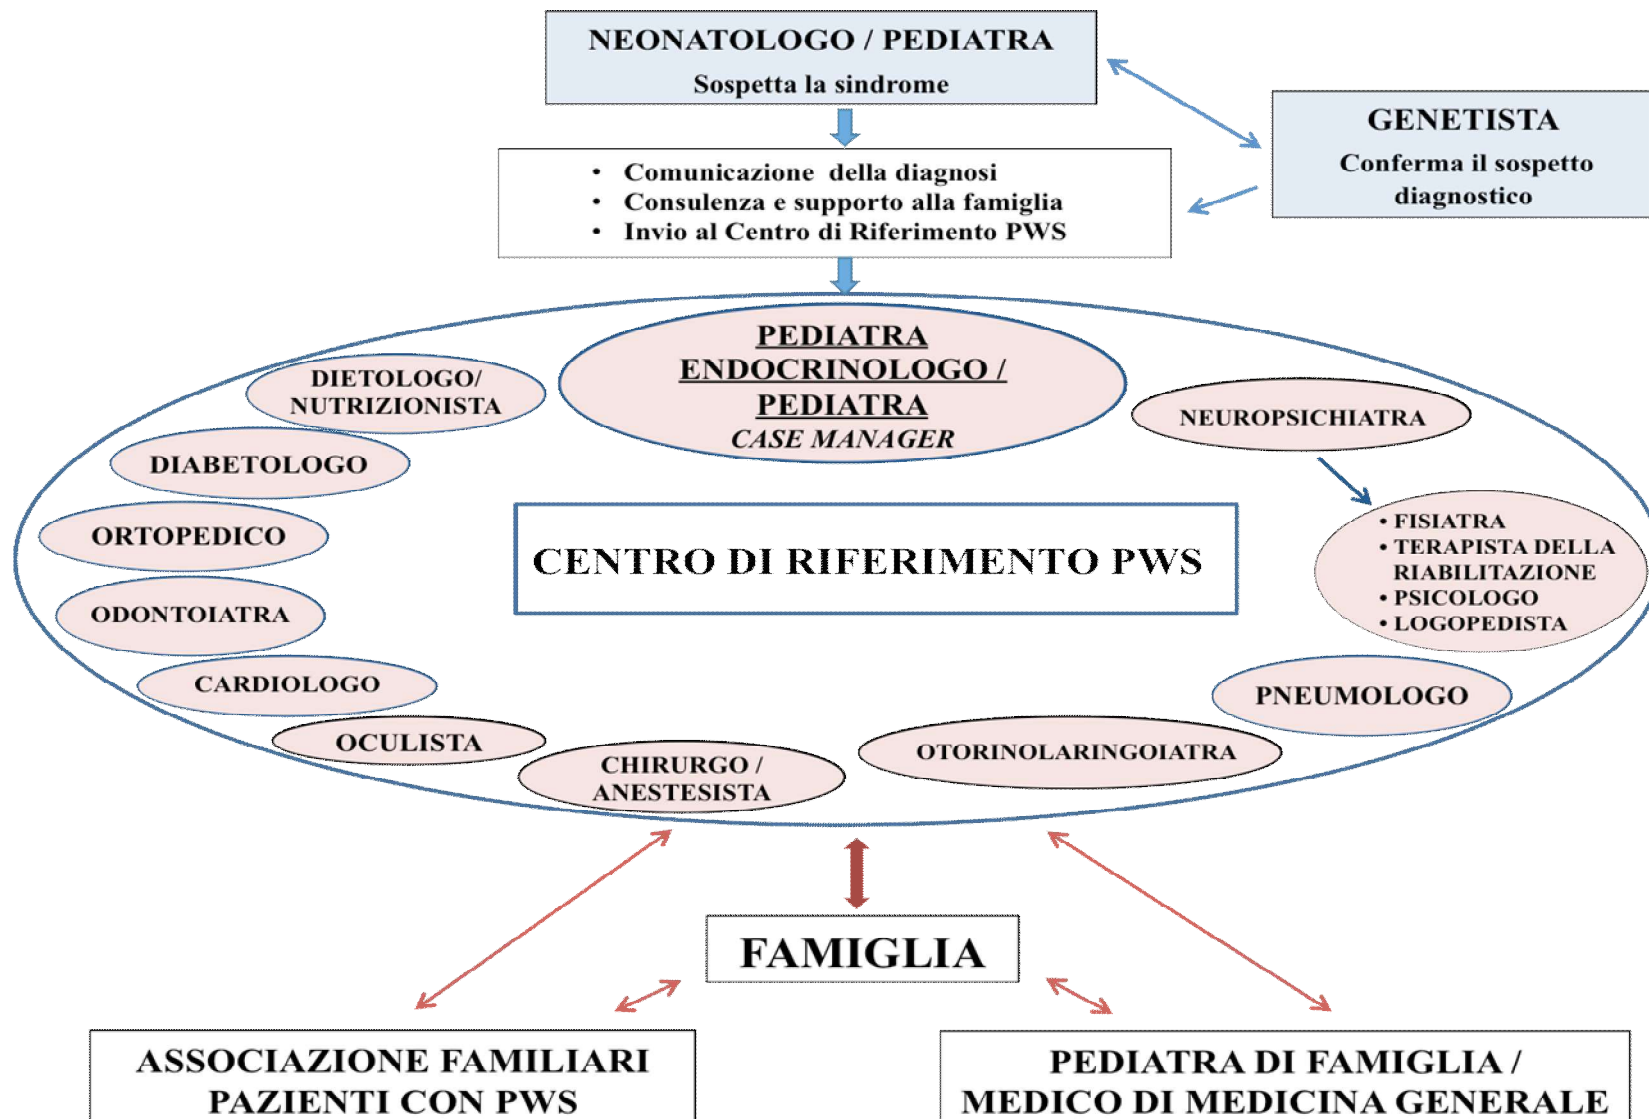 NEONATOLOGO / PEDIATRA
Sospetta la sindrome
GENETISTA
Conferma il sospetto
diagnostico
• Comunicazione della diagnosi
• Consulenza e supporto alla famiglia
• Invio al Centro di Riferimento PWS
PEDIATRA
ENDOCRINOLOGO /
PEDIATRA
CASE MANAGER
DIETOLOGO/
NUTRIZIONISTA
NEUROPSICHIATRA
DIABETOLOGO
ORTOPEDICO
• FISIATRA
• TERAPISTA DELLA
RIABILITAZIONE
• PSICOLOGO
• LOGOPEDISTA
CENTRO DI RIFERIMENTO PWS
ODONTOIATRA
CARDIOLOGO
PNEUMOLOGO
OCULISTA
CHIRURGO /
ANESTESISTA
OTORINOLARINGOIATRA
FAMIGLIA
ASSOCIAZIONE FAMILIARI
PAZIENTI CON PWS
PEDIATRA DI FAMIGLIA /
MEDICO DI MEDICINA GENERALE